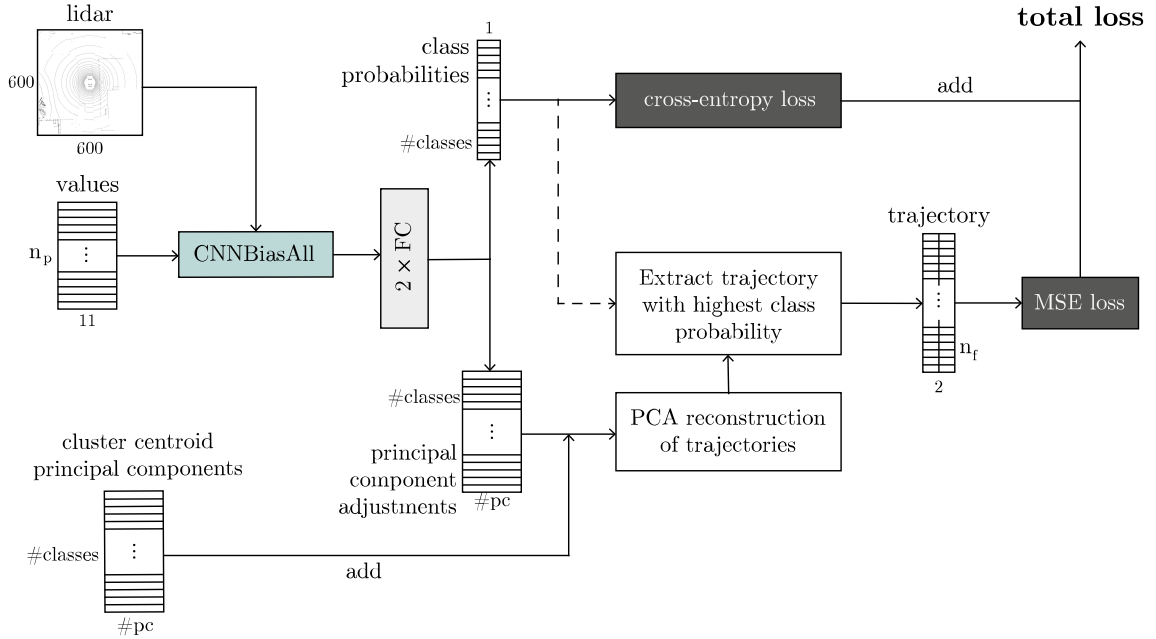 lidar
600
600
values
n_p
11
CNNBiasAll
2 × FC
1
class
probabilities
...
#classes
cross-entropy loss
add
total loss
Extract trajectory
with highest class
probability
trajectory
...
n_f
2
MSE loss
#classes
...
principal
component
adjustments
#pc
PCA reconstruction
of trajectories
cluster centroid
principal components
#classes
...
#pc
add